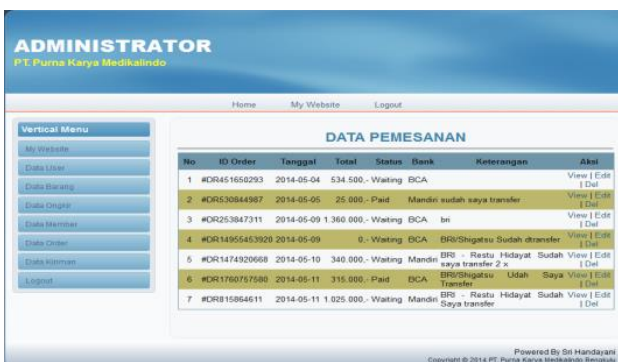 ADMINISTRATOR
PT. Purna Karya Medikalindo
Home My Website Logout
Vertical Menu
My Website
Data User
Data Barang
Data Ongkir
Data Member
Data Order
Data Kiriman
Logout
DATA PEMESANAN
No ID Order Tanggal Total Status Bank Keterangan Aksi
1 #DR451650293 2014-05-04 534.500,- Waiting BCA View | Edit
| Del
2 #DR530844987 2014-05-05 25.000,- Paid Mandiri sudah saya transfer View | Edit
| Del
3 #DR253847311 2014-05-09 1.360.000,- Waiting BCA bri View | Edit
| Del
4 #DR14955453920 2014-05-09 0,- Waiting BCA BRI/Shigatsu Sudah dtransfer View | Edit
| Del
5 #DR1474920668 2014-05-10 340.000,- Waiting Mandiri BRI - Restu Hidayat Sudah View | Edit
saya transfer 2 x | Del
6 #DR1760757580 2014-05-11 315.000,- Paid BCA BRI/Shigatsu Udah Saya View | Edit
Transfer | Del
7 #DR815864611 2014-05-11 1.025.000,- Waiting Mandiri BRI - Restu Hidayat Sudah View | Edit
Saya transfer | Del
Powered By Sri Handayani
Copyright © 2014 PT. Purna Karya Medikalindo Bengkulu